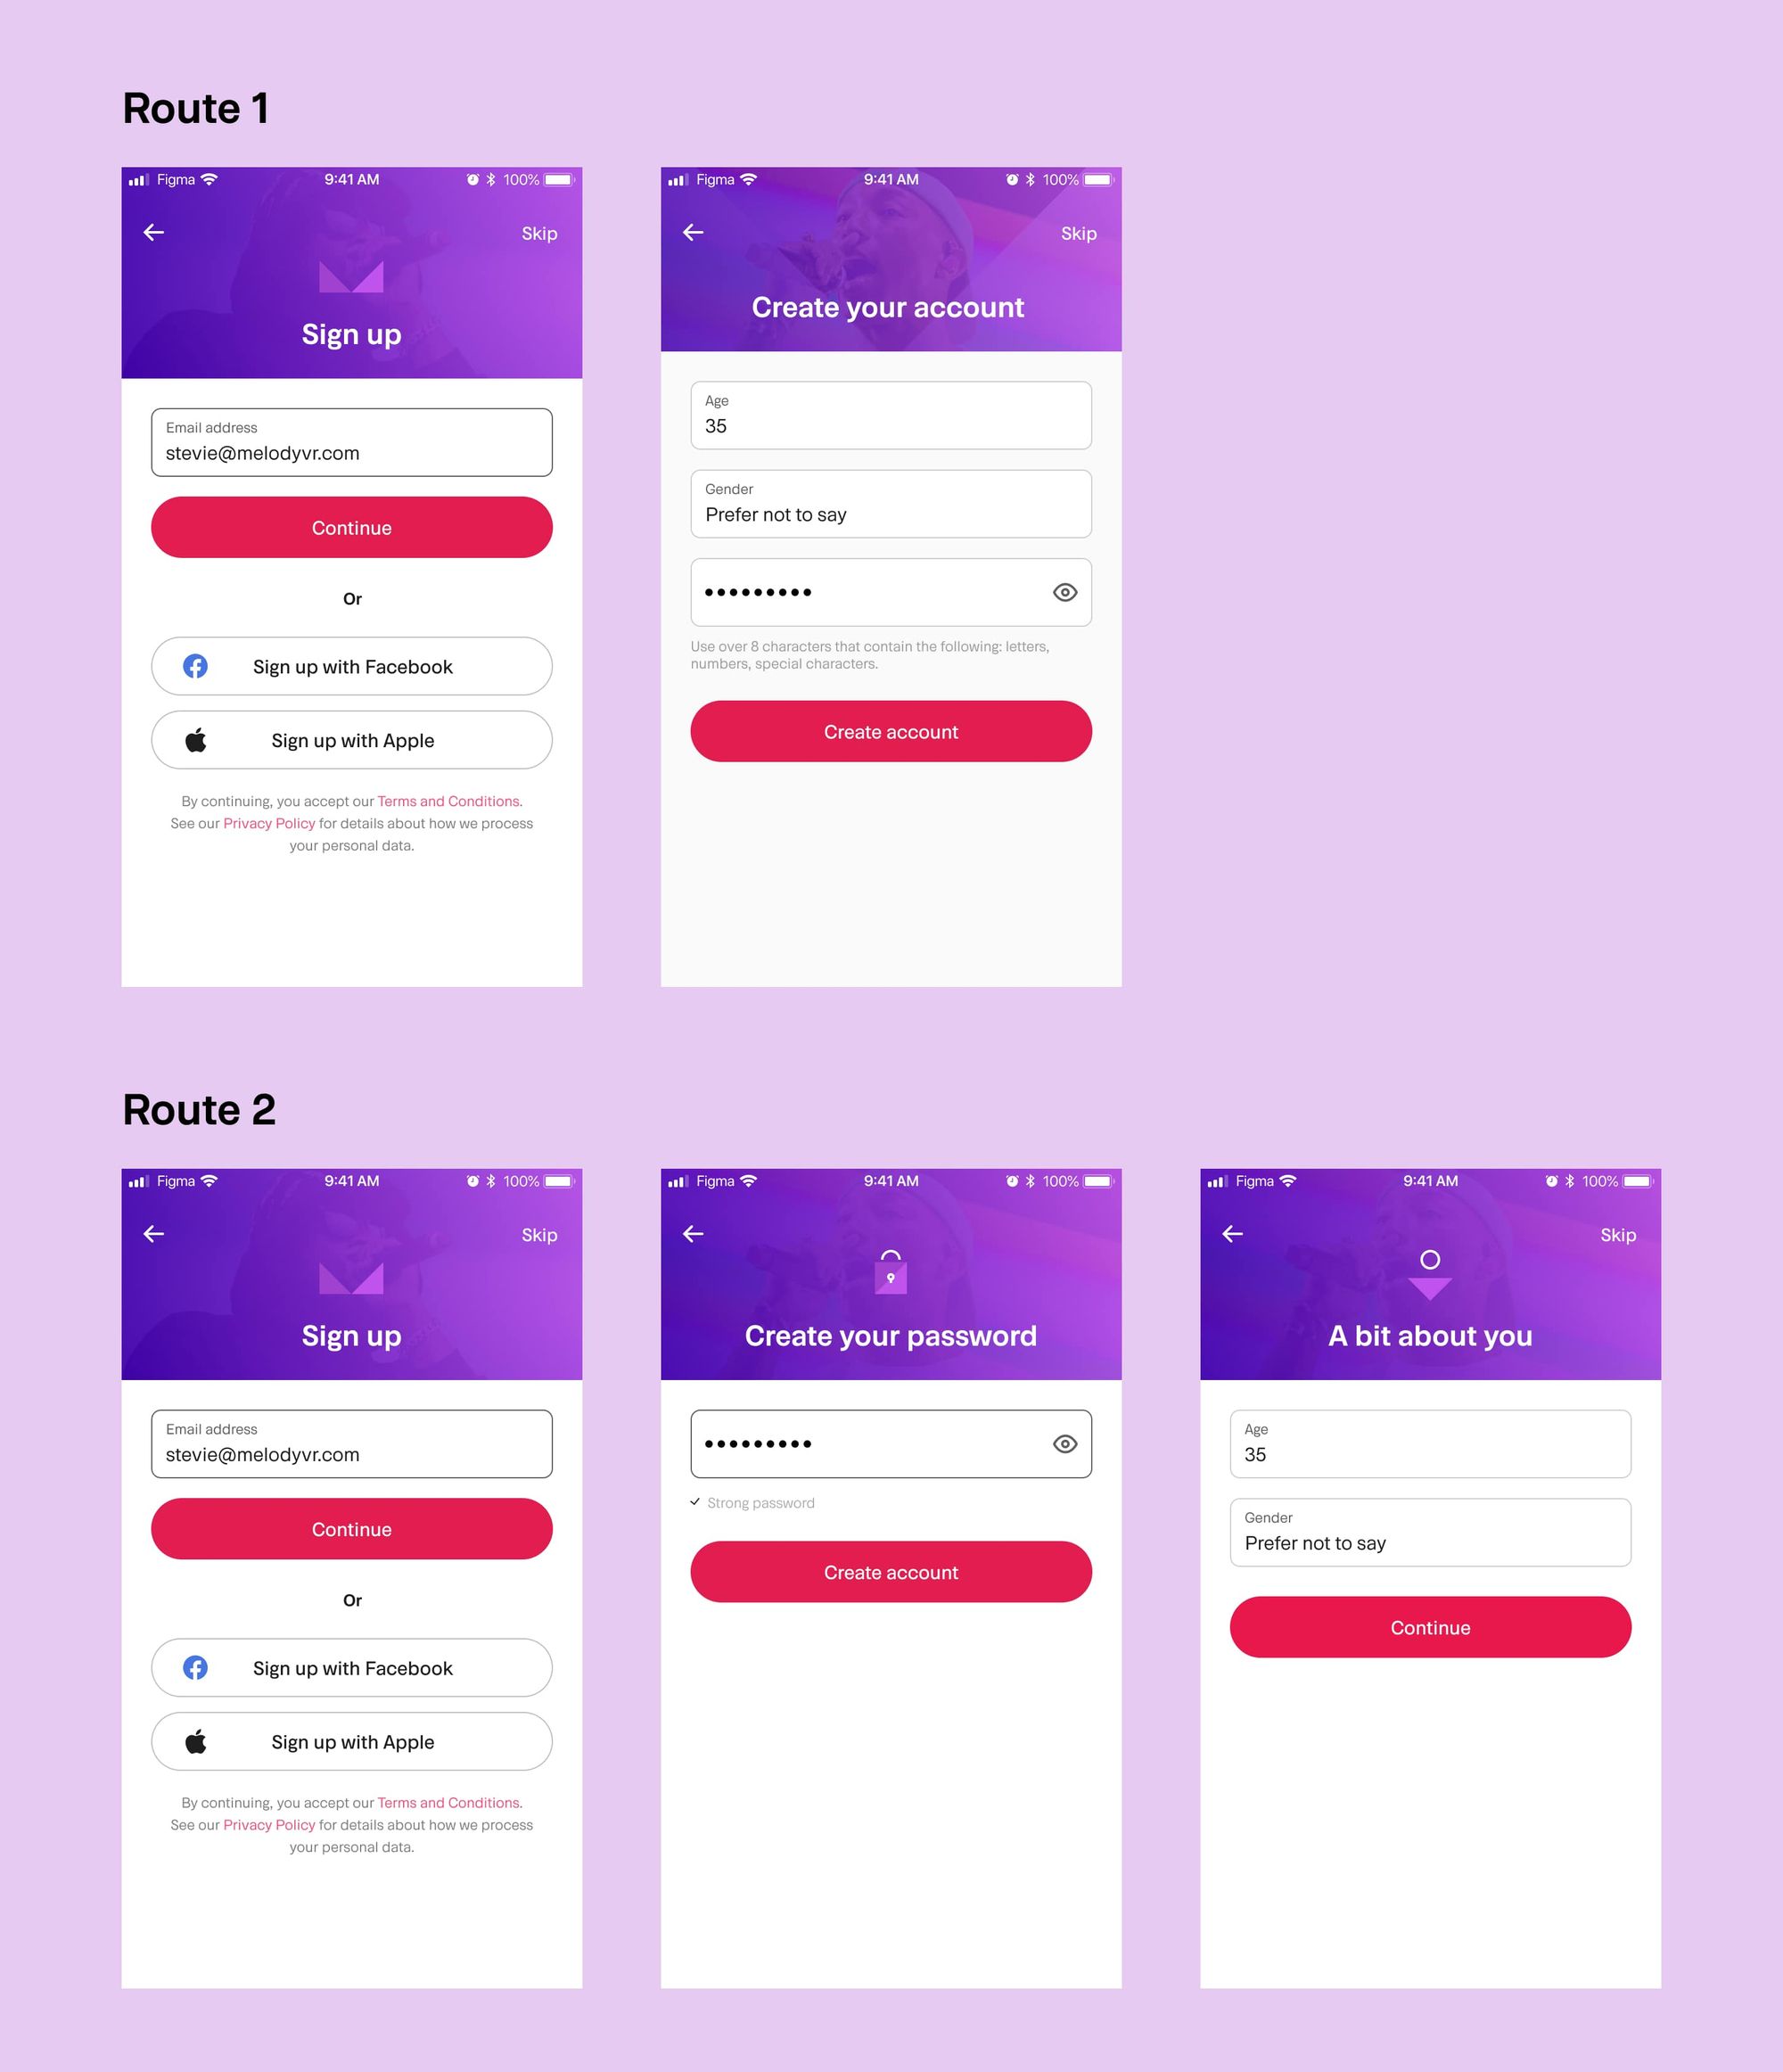 Route 1
Figma 9:41 AM 100%
Skip
Sign up
Email address
stevie@melodyvr.com
Continue
Or
Sign up with Facebook
Sign up with Apple
By continuing, you accept our Terms and Conditions.
See our Privacy Policy for details about how we process
your personal data.
Figma 9:41 AM 100%
Skip
Create your account
Age
35
Gender
Prefer not to say
Use over 8 characters that contain the following: letters,
numbers, special characters.
Create account
Route 2
Figma 9:41 AM 100%
Skip
Sign up
Email address
stevie@melodyvr.com
Continue
Or
Sign up with Facebook
Sign up with Apple
By continuing, you accept our Terms and Conditions.
See our Privacy Policy for details about how we process
your personal data.
Figma 9:41 AM 100%
Create your password
Strong password
Create account
Figma 9:41 AM 100%
Skip
A bit about you
Age
35
Gender
Prefer not to say
Continue